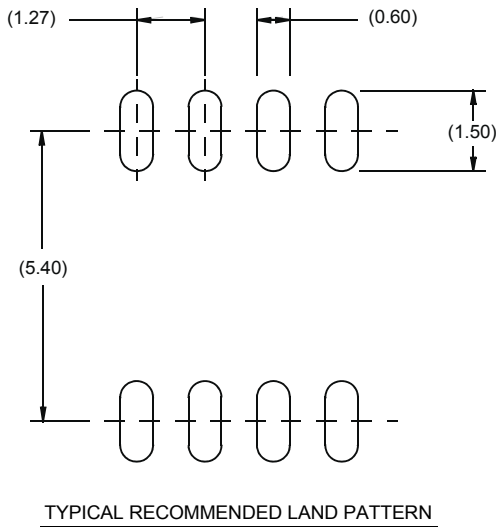 (1.27)
(0.60)
(1.50)
(5.40)
TYPICAL RECOMMENDED LAND PATTERN